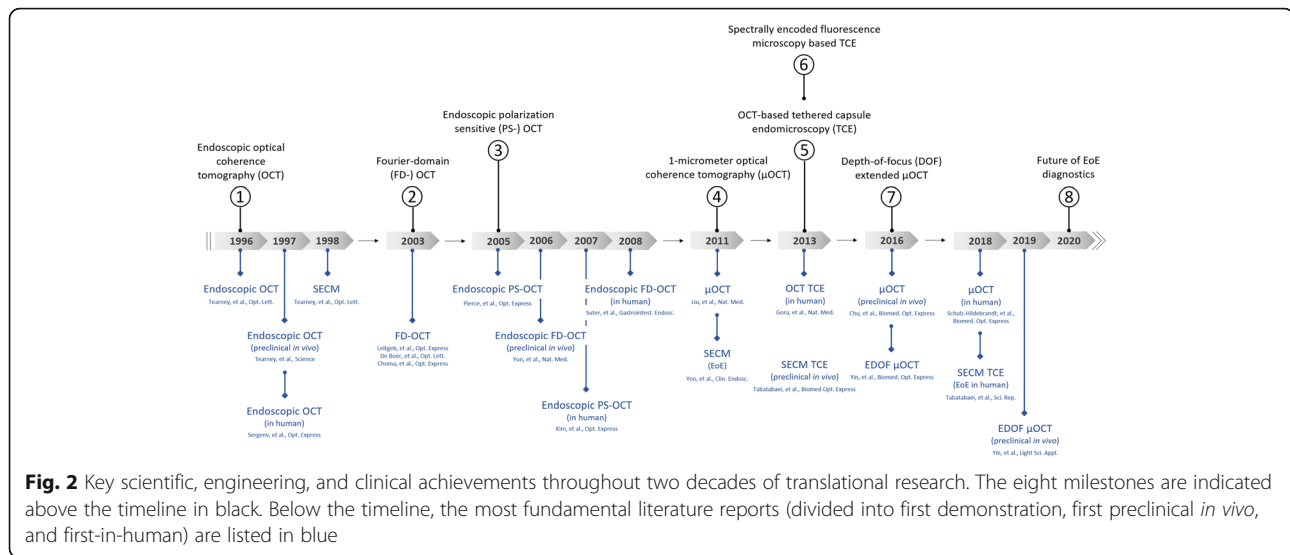 Spectrally encoded fluorescence
microscopy based TCE
6
Endoscopic polarization
sensitive (PS-) OCT
3
OCT-based tethered capsule
endomicroscopy (TCE)
5
Endoscopic optical
coherence
tomography (OCT)
1
Fourier-domain
(FD-) OCT
2
1-micrometer optical
coherence tomography (µOCT)
4
Depth-of-focus (DOF)
extended µOCT
7
Future of EoE
diagnostics
8
1996 1997 1998 2003 2005 2006 2007 2008 2011 2013 2016 2018 2019 2020
Endoscopic OCT
Tearney, et al., Opt. Lett.
SECM
Tearney, et al., Opt. Lett.
Endoscopic OCT
(preclinical in vivo)
Tearney, et al., Science
Endoscopic OCT
(in human)
Sergeev, et al., Opt. Express
FD-OCT
Leitgeb, et al., Opt. Express
De Boer, et al., Opt. Lett.
Choma, et al., Opt. Express
Endoscopic PS-OCT
Pierce, et al., Opt. Express
Endoscopic FD-OCT
(preclinical in vivo)
Yun, et al., Nat. Med.
Endoscopic PS-OCT
(in human)
Kim, et al., Opt. Express
Endoscopic FD-OCT
(in human)
Suter, et al., Gastrointest. Endosc.
µOCT
Liu, et al., Nat. Med.
SECM
(EoE)
Yoo, et al., Clin. Endosc.
OCT TCE
(in human)
Gora, et al., Nat. Med.
SECM TCE
(preclinical in vivo)
Tabatabaei, et al., Biomed Opt. Express
µOCT
(preclinical in vivo)
Chu, et al., Biomed. Opt. Express
EDOF µOCT
Yin, et al., Biomed. Opt. Express
µOCT
(in human)
Schulz-Hildebrandt, et al.,
Biomed. Opt. Express
SECM TCE
(EoE in human)
Tabatabaei, et al., Sci. Rep.
EDOF µOCT
(preclinical in vivo)
Yin, et al., Light Sci. Appl.
Fig. 2 Key scientific, engineering, and clinical achievements throughout two decades of translational research. The eight milestones are indicated
above the timeline in black. Below the timeline, the most fundamental literature reports (divided into first demonstration, first preclinical in vivo,
and first-in-human) are listed in blue